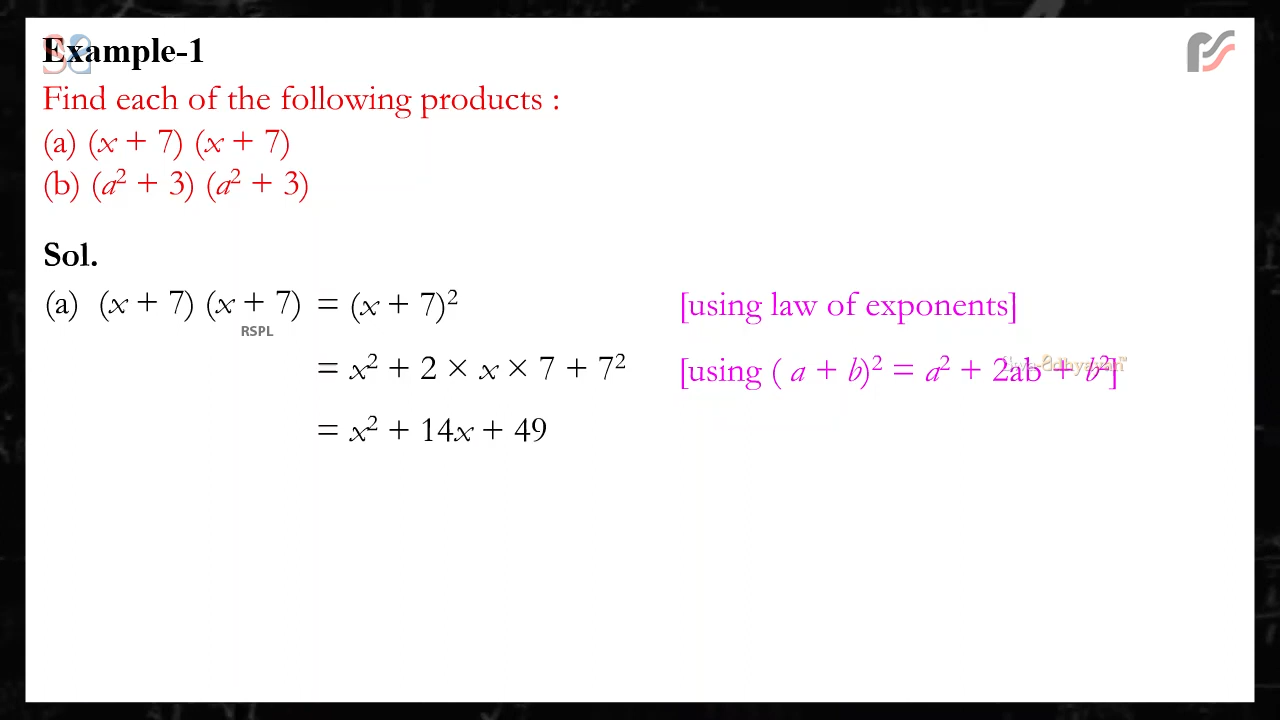 Example-1
Find each of the following products :
(a) (x + 7) (x + 7)
(b) (a² + 3) (a² + 3)
Sol.
(a) (x + 7) (x + 7) = (x + 7)² [using law of exponents]
RSPL
= x² + 2 × x × 7 + 7² [using ( a + b)² = a² + 2ab + b²]
= x² + 14x + 49